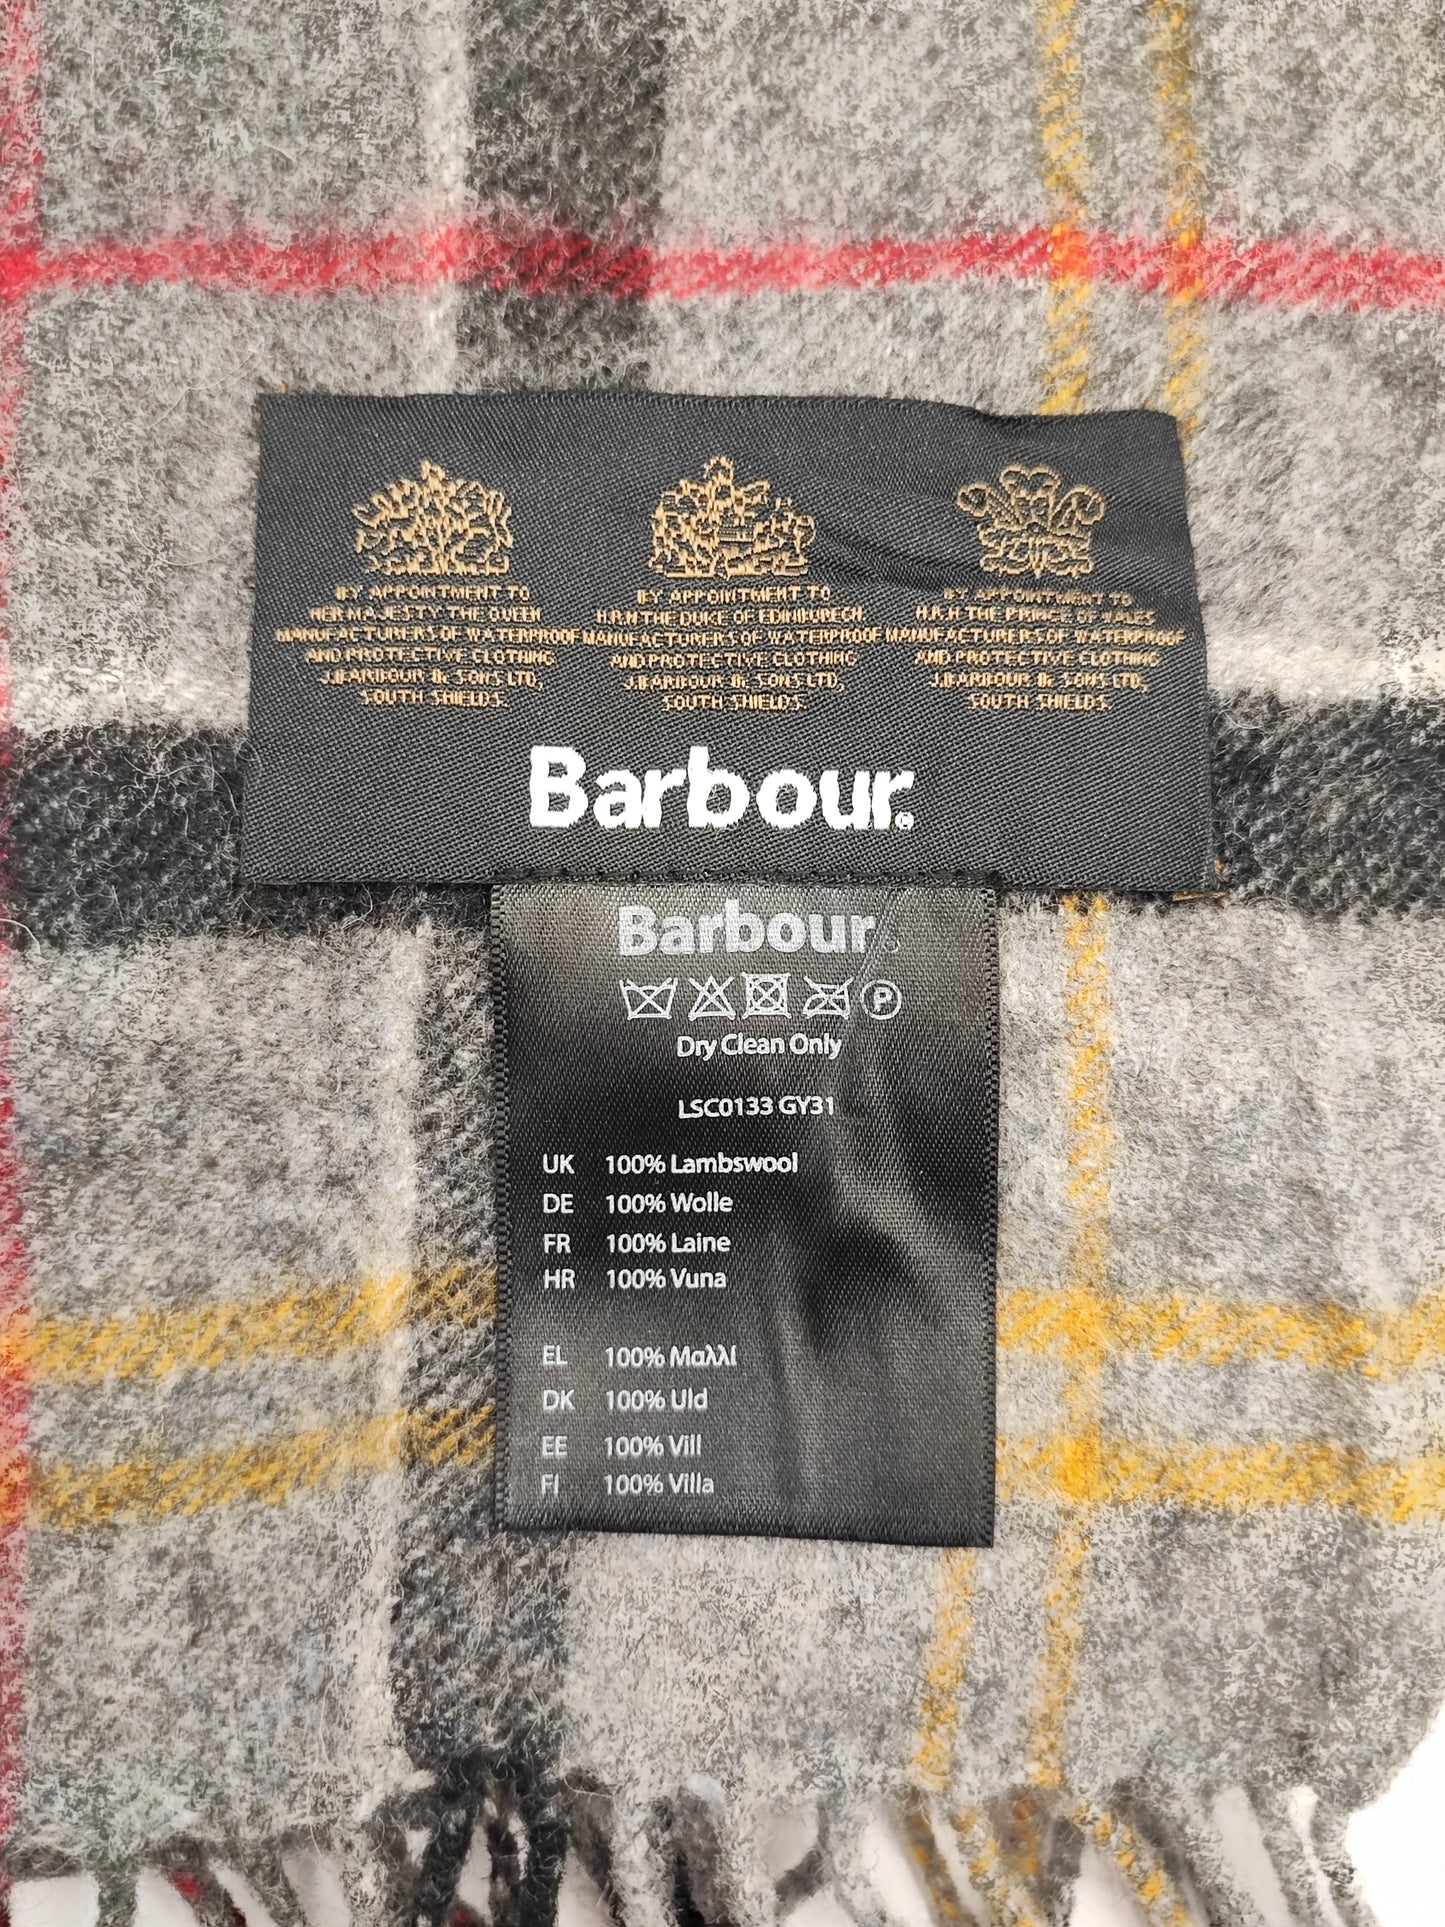 BY APPOINTMENT TO
HER MAJESTY THE QUEEN
MANUFACTURERS OF WATERPROOF
AND PROTECTIVE CLOTHING
J.BARBOUR & SONS LTD,
SOUTH SHIELDS.
BY APPOINTMENT TO
H.R.H THE DUKE OF EDINBURGH
MANUFACTURERS OF WATERPROOF
AND PROTECTIVE CLOTHING
J.BARBOUR & SONS LTD,
SOUTH SHIELDS.
BY APPOINTMENT TO
H.R.H THE PRINCE OF WALES
MANUFACTURERS OF WATERPROOF
AND PROTECTIVE CLOTHING
J.BARBOUR & SONS LTD,
SOUTH SHIELDS.
Barbour®
Barbour®
P
Dry Clean Only
LSC0133 GY31
UK 100% Lambswool
DE 100% Wolle
FR 100% Laine
HR 100% Vuna
EL 100% Μαλλί
DK 100% Uld
EE 100% Vill
FI 100% Villa